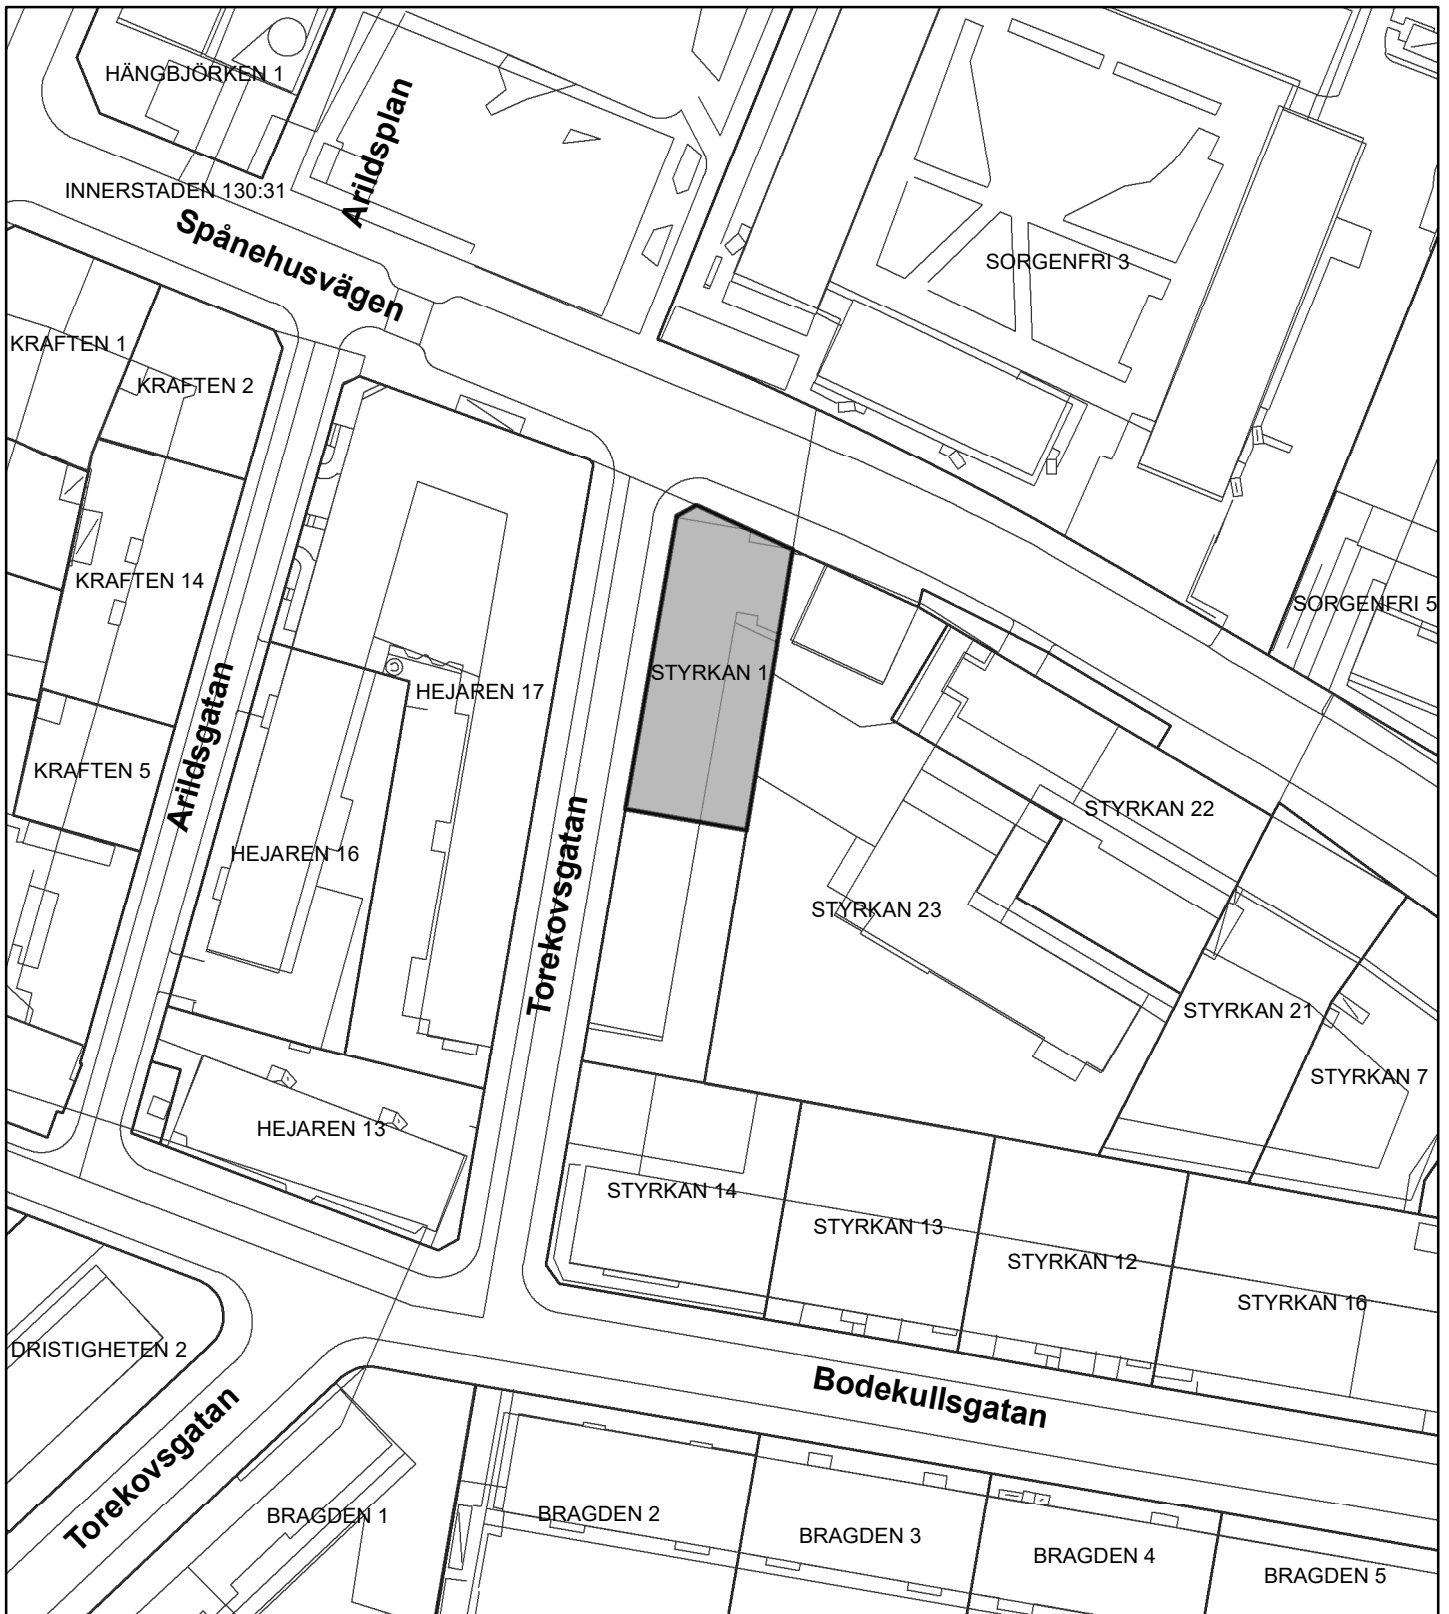 HÄNGBJÖRKEN 1
Arildsplan
INNERSTADEN 130:31
Spånehusvägen
SORGENFRI 3
KRAFTEN 1
KRAFTEN 2
KRAFTEN 14
SORGENFRI 5
STYRKAN 1
HEJAREN 17
Arildsgatan
KRAFTEN 5
STYRKAN 22
HEJAREN 16
Torekovsgatan
STYRKAN 23
STYRKAN 21
STYRKAN 7
HEJAREN 13
STYRKAN 14
STYRKAN 13
STYRKAN 12
STYRKAN 16
DRISTIGHETEN 2
Bodekullsgatan
Torekovsgatan
BRAGDEN 1
BRAGDEN 2
BRAGDEN 3
BRAGDEN 4
BRAGDEN 5